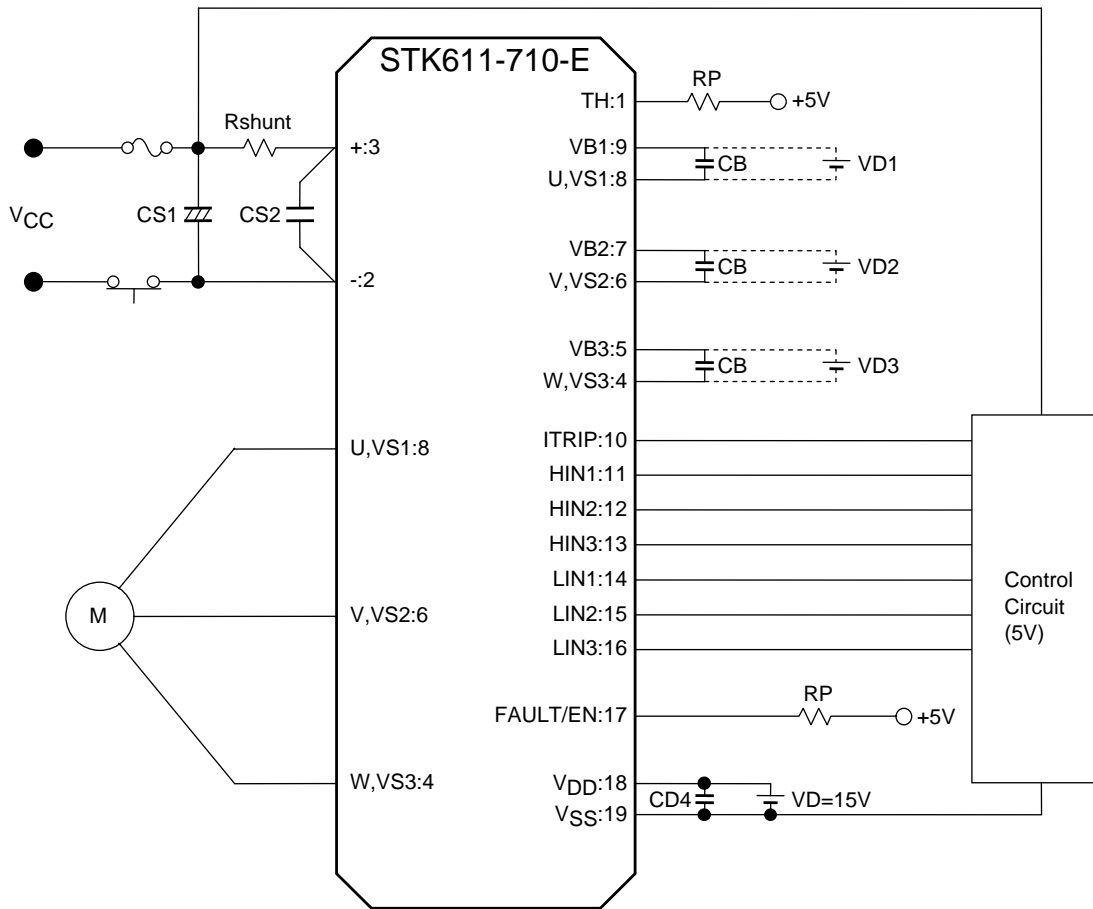 STK611-710-E
TH:1
RP
+5V
Rshunt
+:3
VB1:9
CB
VD1
U,VS1:8
VCC
CS1
CS2
-:2
VB2:7
CB
VD2
V,VS2:6
VB3:5
CB
VD3
W,VS3:4
ITRIP:10
U,VS1:8
HIN1:11
HIN2:12
HIN3:13
LIN1:14
Control
Circuit
(5V)
M
V,VS2:6
LIN2:15
LIN3:16
RP
FAULT/EN:17
+5V
W,VS3:4
VDD:18
CD4
VD=15V
VSS:19